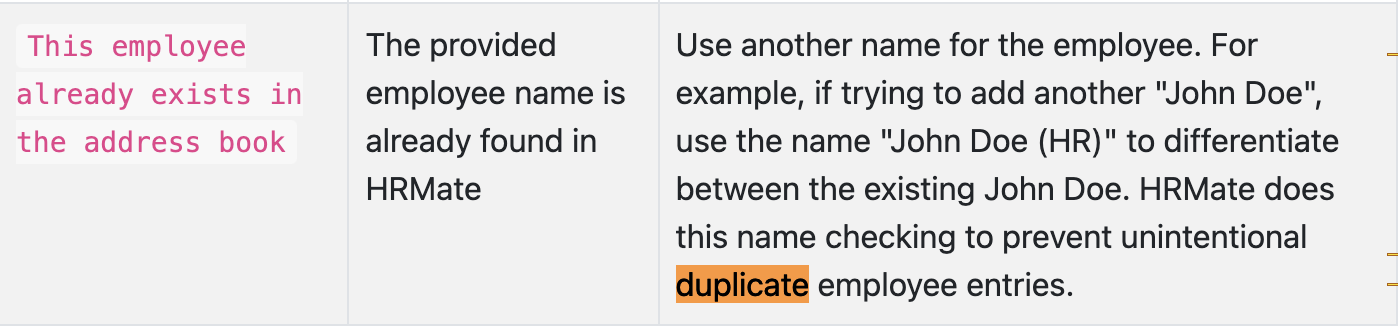 This employee
already exists in
the address book
The provided
employee name is
already found in
HRMate
Use another name for the employee. For
example, if trying to add another "John Doe",
use the name "John Doe (HR)" to differentiate
between the existing John Doe. HRMate does
this name checking to prevent unintentional
duplicate employee entries.